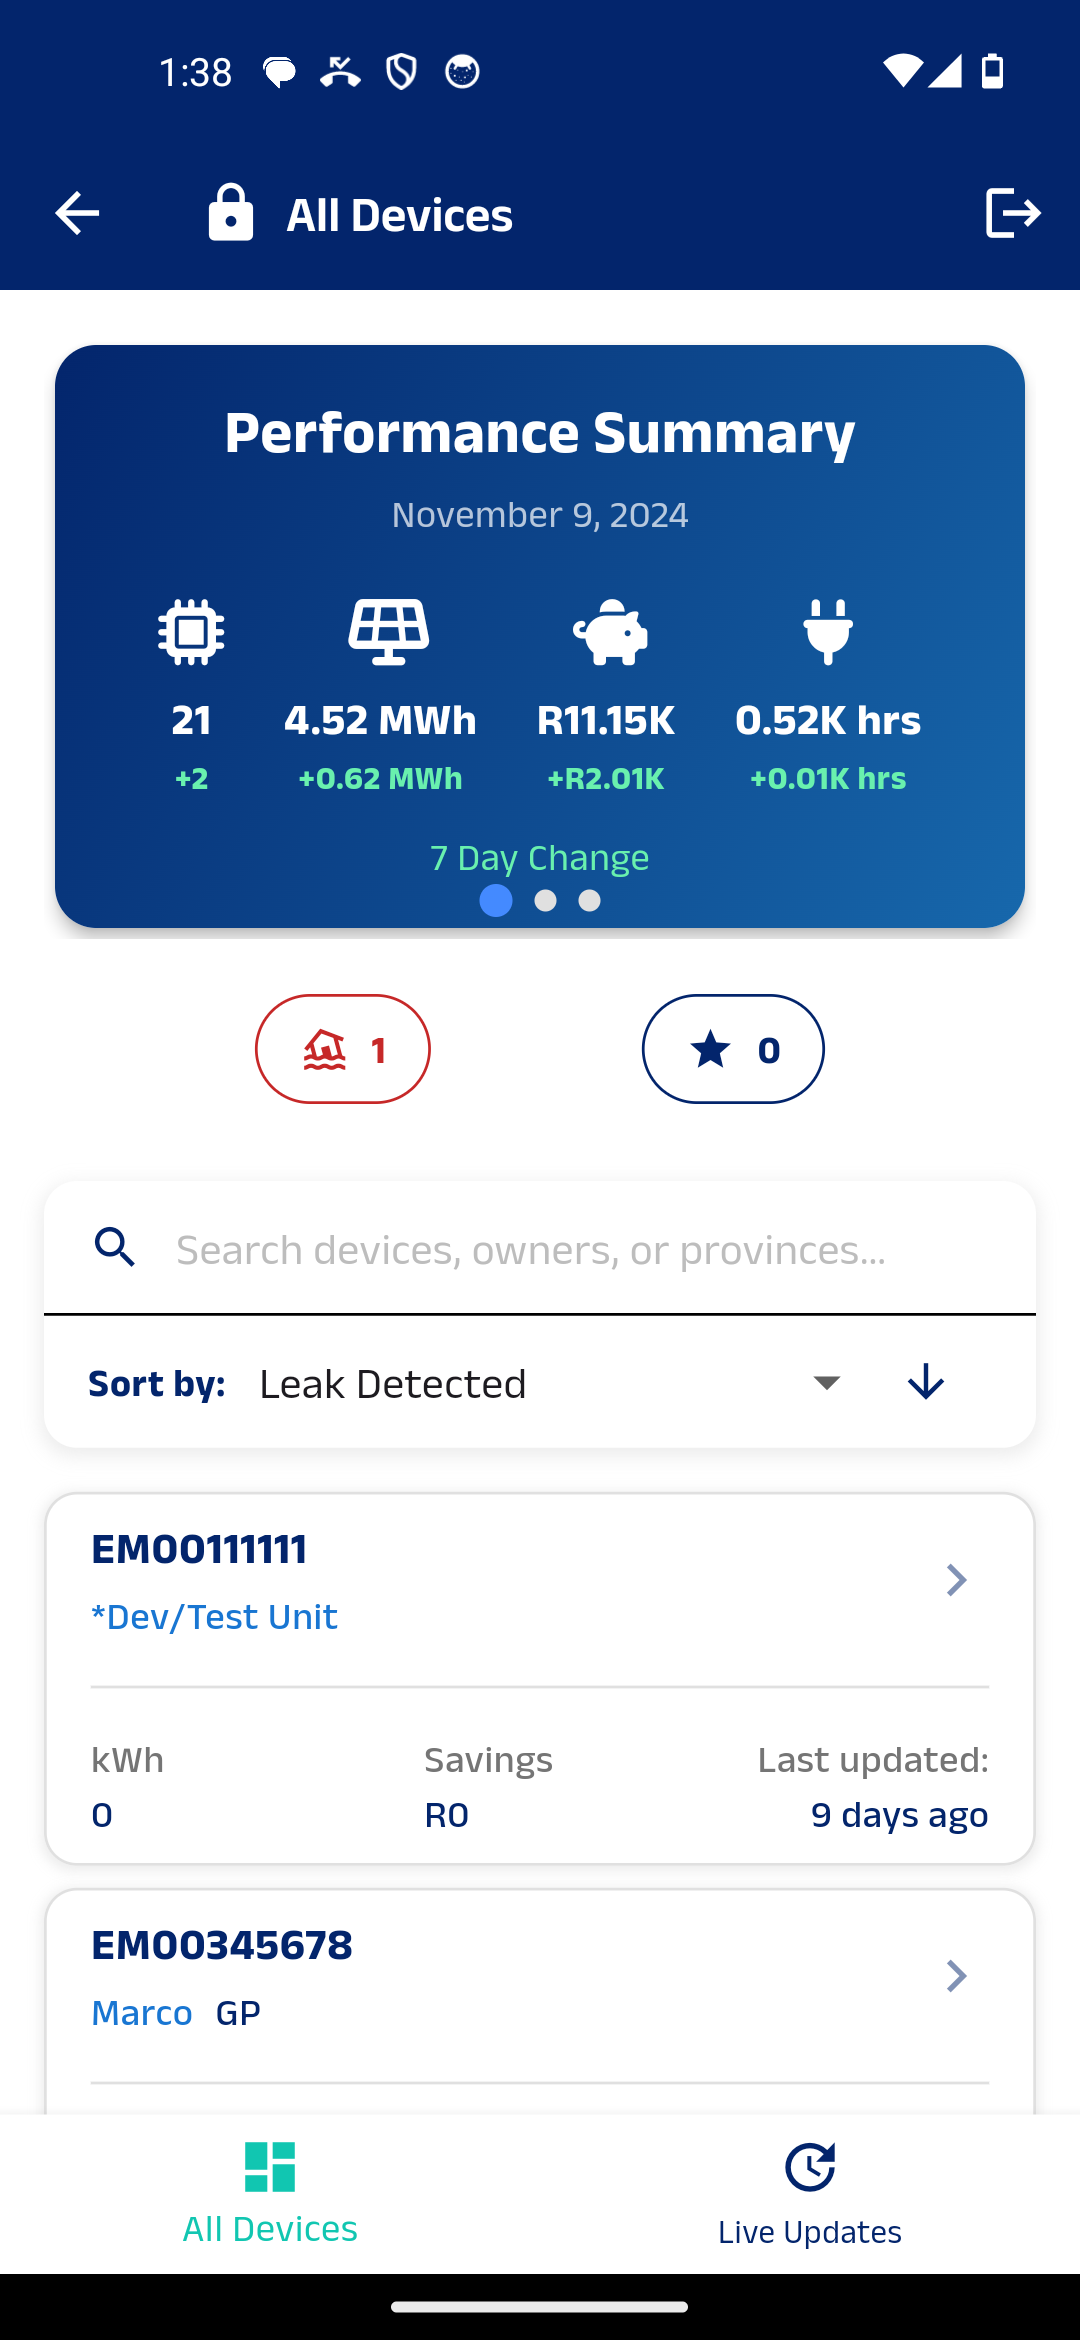 1:38
All Devices
Performance Summary
November 9, 2024
21 4.52 MWh R11.15K 0.52K hrs
+2 +0.62 MWh +R2.01K +0.01K hrs
7 Day Change
1 0
Search devices, owners, or provinces...
Sort by: Leak Detected
EM00111111
*Dev/Test Unit
kWh Savings Last updated:
0 R0 9 days ago
EM00345678
Marco GP
All Devices Live Updates